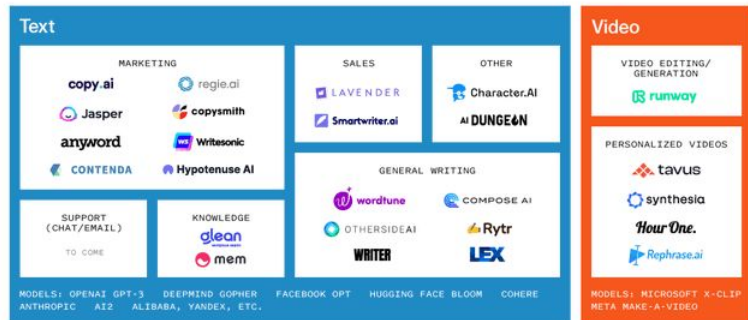 Text
MARKETING
copy.ai
regie.ai
Jasper
copysmith
anyword
Writesonic
CONTENDA
Hypotenuse AI
SALES
LAVENDER
Smartwriter.ai
OTHER
Character.AI
AI DUNGEON
GENERAL WRITING
wordtune
COMPOSE AI
OTHERSIDEAI
Rytr
WRITER
LEX
SUPPORT
(CHAT/EMAIL)
TO COME
KNOWLEDGE
glean
mem
MODELS: OPENAI GPT-3 DEEPMIND GOPHER FACEBOOK OPT HUGGING FACE BLOOM COHERE
ANTHROPIC AI2 ALIBABA, YANDEX, ETC.
Video
VIDEO EDITING/
GENERATION
runway
PERSONALIZED VIDEOS
tavus
synthesia
Hour One.
Rephrase.ai
MODELS: MICROSOFT X-CLIP
META MAKE-A-VIDEO